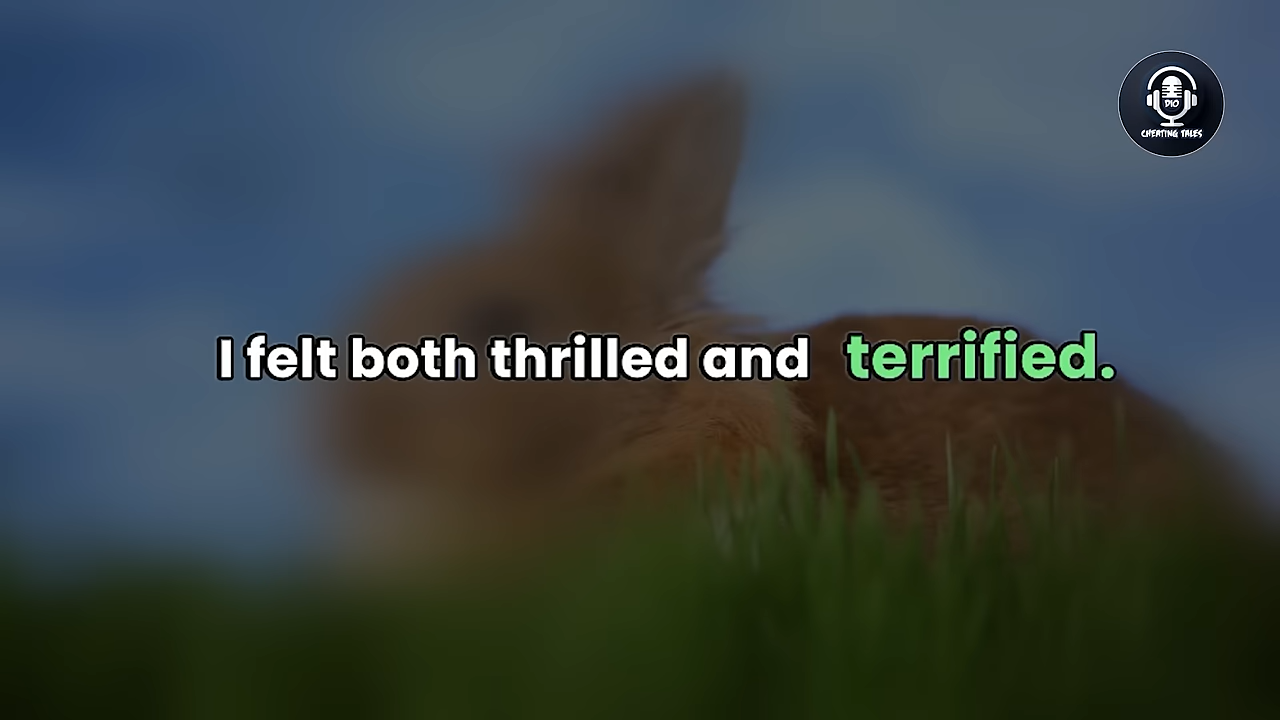 DIO
CHEATING TALES
I felt both thrilled and terrified.